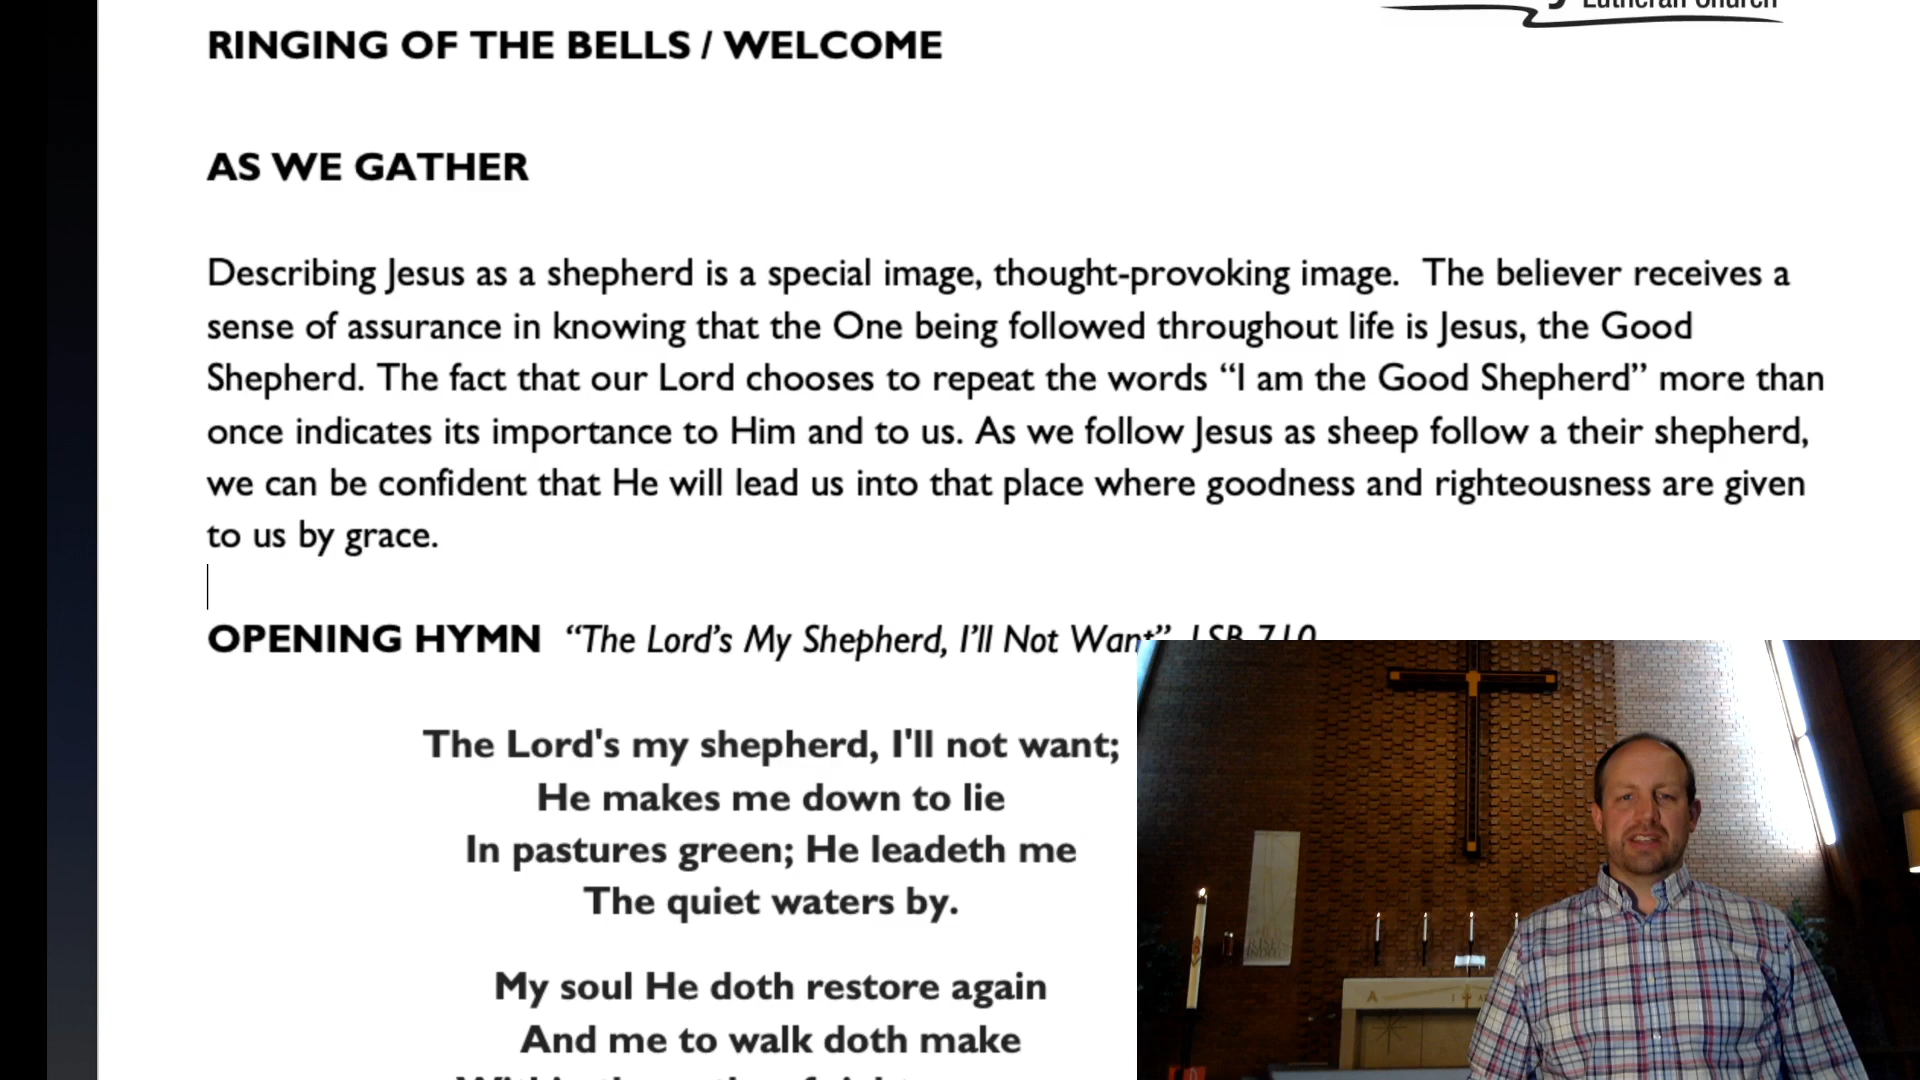 Lutheran Church
RINGING OF THE BELLS / WELCOME
AS WE GATHER
Describing Jesus as a shepherd is a special image, thought-provoking image.  The believer receives a
sense of assurance in knowing that the One being followed throughout life is Jesus, the Good
Shepherd. The fact that our Lord chooses to repeat the words “I am the Good Shepherd” more than
once indicates its importance to Him and to us. As we follow Jesus as sheep follow a their shepherd,
we can be confident that He will lead us into that place where goodness and righteousness are given
to us by grace.
OPENING HYMN “The Lord’s My Shepherd, I’ll Not Want” LSB 710
The Lord's my shepherd, I'll not want;
He makes me down to lie
In pastures green; He leadeth me
The quiet waters by.
My soul He doth restore again
And me to walk doth make